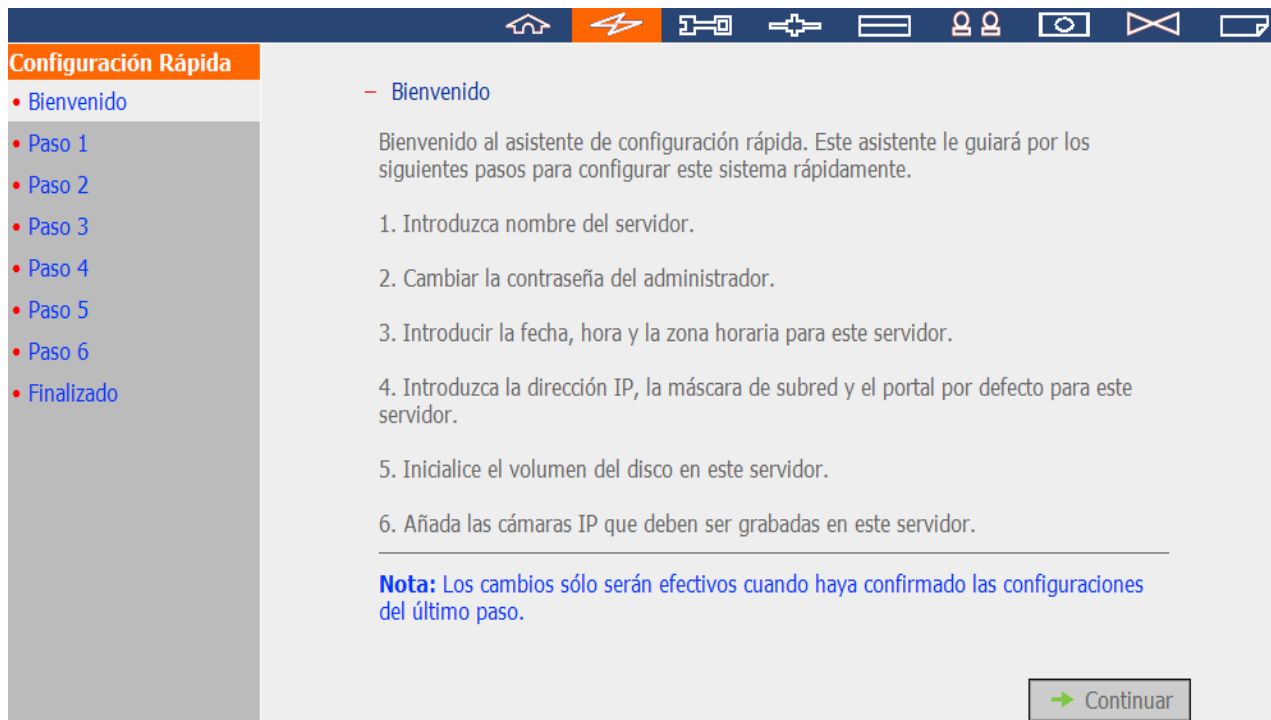 Configuración Rápida
• Bienvenido
• Paso 1
• Paso 2
• Paso 3
• Paso 4
• Paso 5
• Paso 6
• Finalizado
– Bienvenido
Bienvenido al asistente de configuración rápida. Este asistente le guiará por los
siguientes pasos para configurar este sistema rápidamente.
1. Introduzca nombre del servidor.
2. Cambiar la contraseña del administrador.
3. Introducir la fecha, hora y la zona horaria para este servidor.
4. Introduzca la dirección IP, la máscara de subred y el portal por defecto para este
servidor.
5. Inicialice el volumen del disco en este servidor.
6. Añada las cámaras IP que deben ser grabadas en este servidor.
Nota: Los cambios sólo serán efectivos cuando haya confirmado las configuraciones
del último paso.
Continuar